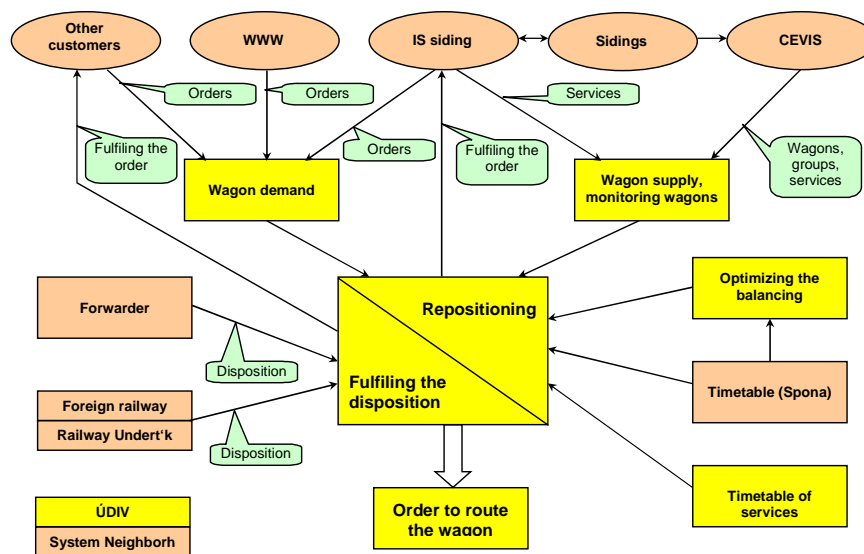 Other
customers
WWW
IS siding
Sidings
CEVIS
Orders
Orders
Services
Fulfiling the
order
Orders
Fulfiling the
order
Wagons,
groups,
services
Wagon demand
Wagon supply,
monitoring wagons
Repositioning
Optimizing the
balancing
Forwarder
Disposition
Fulfiling the
disposition
Timetable (Spona)
Foreign railway
Railway Undert‘k
Disposition
Order to route
the wagon
Timetable of
services
ÚDIV
System Neighborh